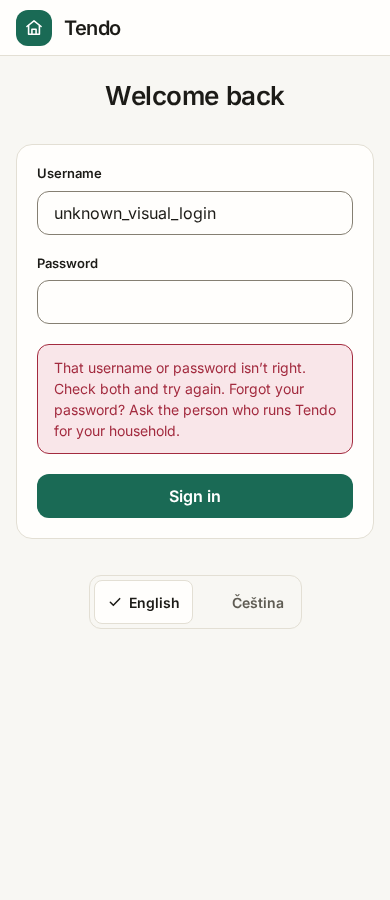 Tendo
Welcome back
Username
unknown_visual_login
Password
That username or password isn’t right.
Check both and try again. Forgot your
password? Ask the person who runs Tendo
for your household.
Sign in
English
Čeština